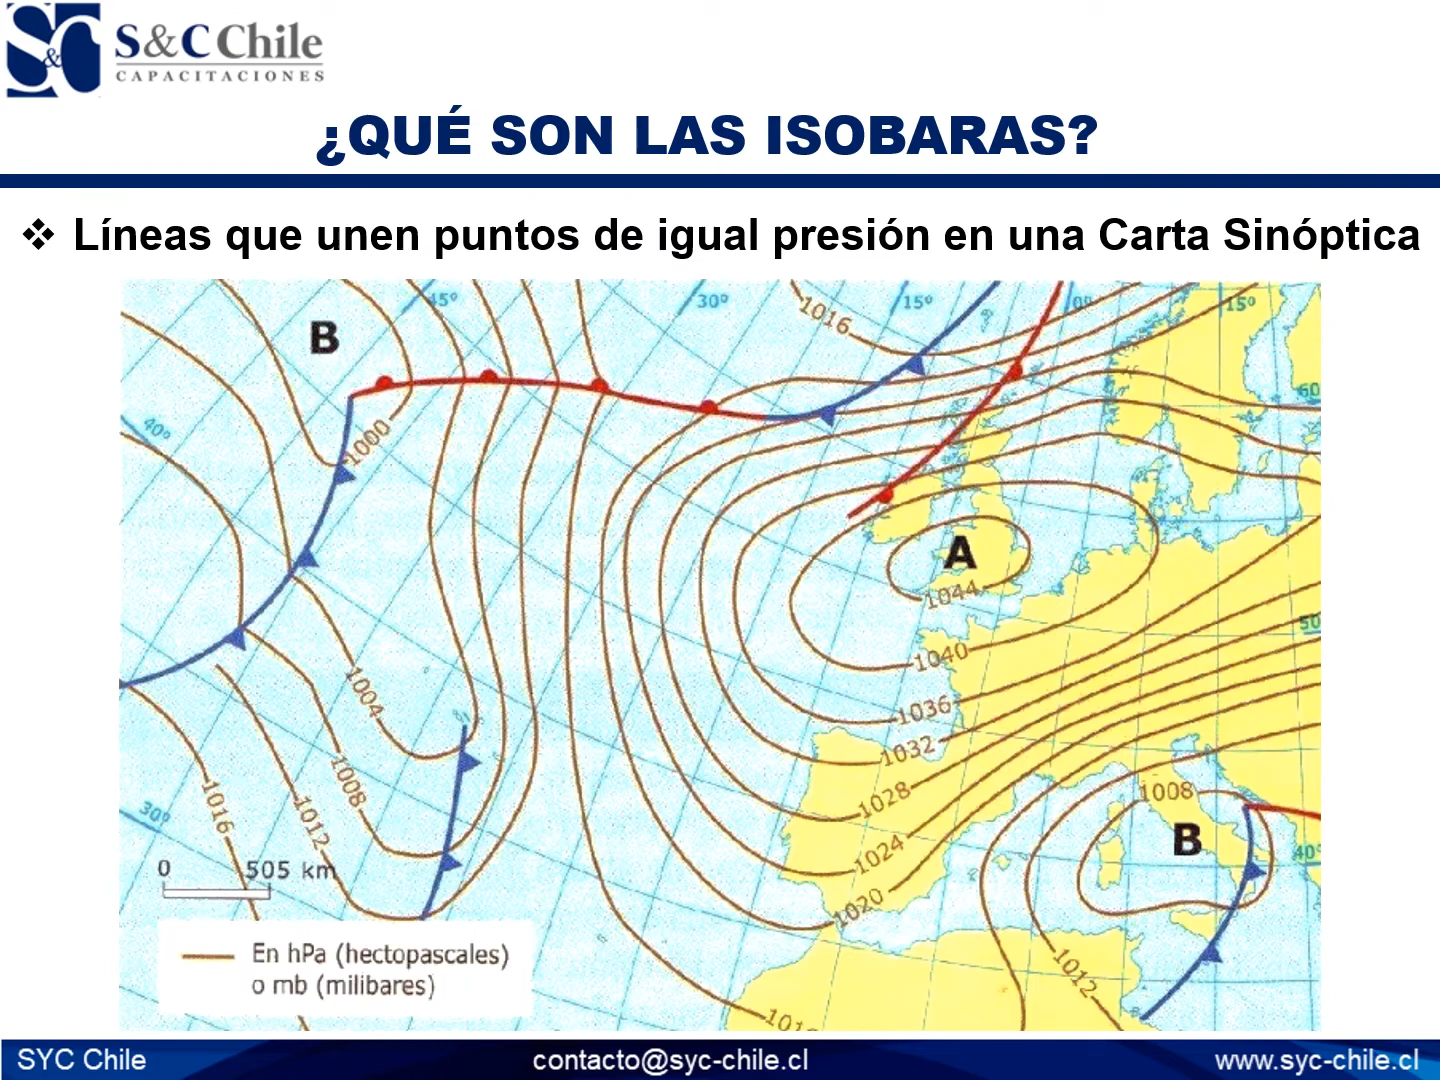 S&C
S&C Chile
CAPACITACIONES
¿QUÉ SON LAS ISOBARAS?
❖ Líneas que unen puntos de igual presión en una Carta Sinóptica
45º
30º
15º
0º
15º
1016
B
60
40º
1000
A
1044
50
1040
1004
1036
1032
1008
1028
1008
B
1016
1012
30º
1024
40º
0
505 km
1020
1012
En hPa (hectopascales)
o mb (milibares)
SYC Chile
contacto@syc-chile.cl
www.syc-chile.cl